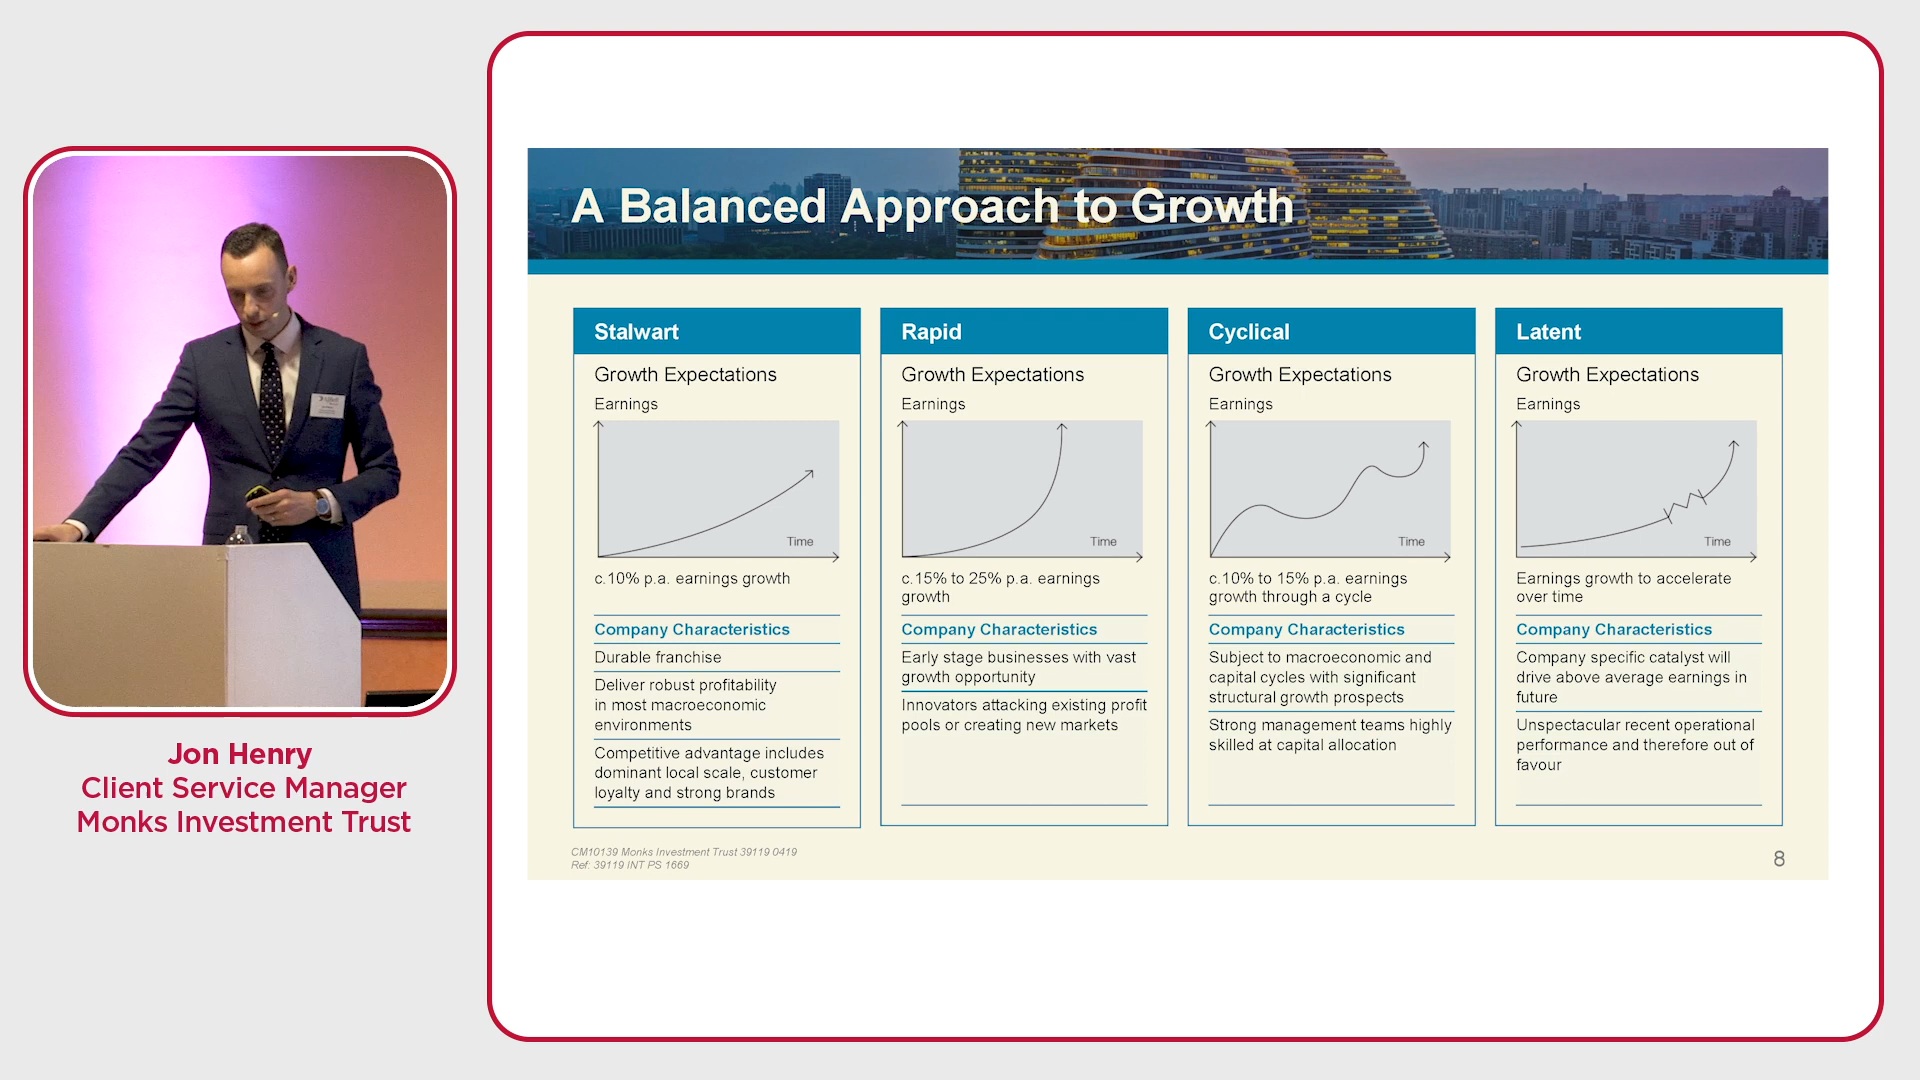 Jon Henry
Client Service Manager
Monks Investment Trust
A Balanced Approach to Growth
Stalwart
Growth Expectations
Earnings
Time
c.10% p.a. earnings growth
Company Characteristics
Durable franchise
Deliver robust profitability
in most macroeconomic
environments
Competitive advantage includes
dominant local scale, customer
loyalty and strong brands
Rapid
Growth Expectations
Earnings
Time
c.15% to 25% p.a. earnings
growth
Company Characteristics
Early stage businesses with vast
growth opportunity
Innovators attacking existing profit
pools or creating new markets
Cyclical
Growth Expectations
Earnings
Time
c.10% to 15% p.a. earnings
growth through a cycle
Company Characteristics
Subject to macroeconomic and
capital cycles with significant
structural growth prospects
Strong management teams highly
skilled at capital allocation
Latent
Growth Expectations
Earnings
Time
Earnings growth to accelerate
over time
Company Characteristics
Company specific catalyst will
drive above average earnings in
future
Unspectacular recent operational
performance and therefore out of
favour
CM10139 Monks Investment Trust 39119 0419
Ref: 39119 INT PS 1669
8